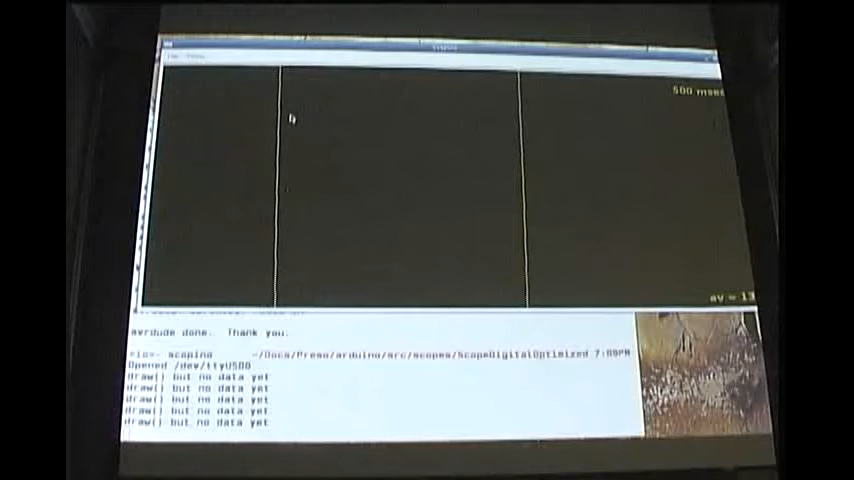 500 msec
av = 13
avrdude done.  Thank you.
~/Docs/Preso/arduino/src/scopes/ScopeDigitalOptimized 7:09PM
Opened /dev/ttyUSB0
draw() but no data yet
draw() but no data yet
draw() but no data yet
draw() but no data yet
draw() but no data yet